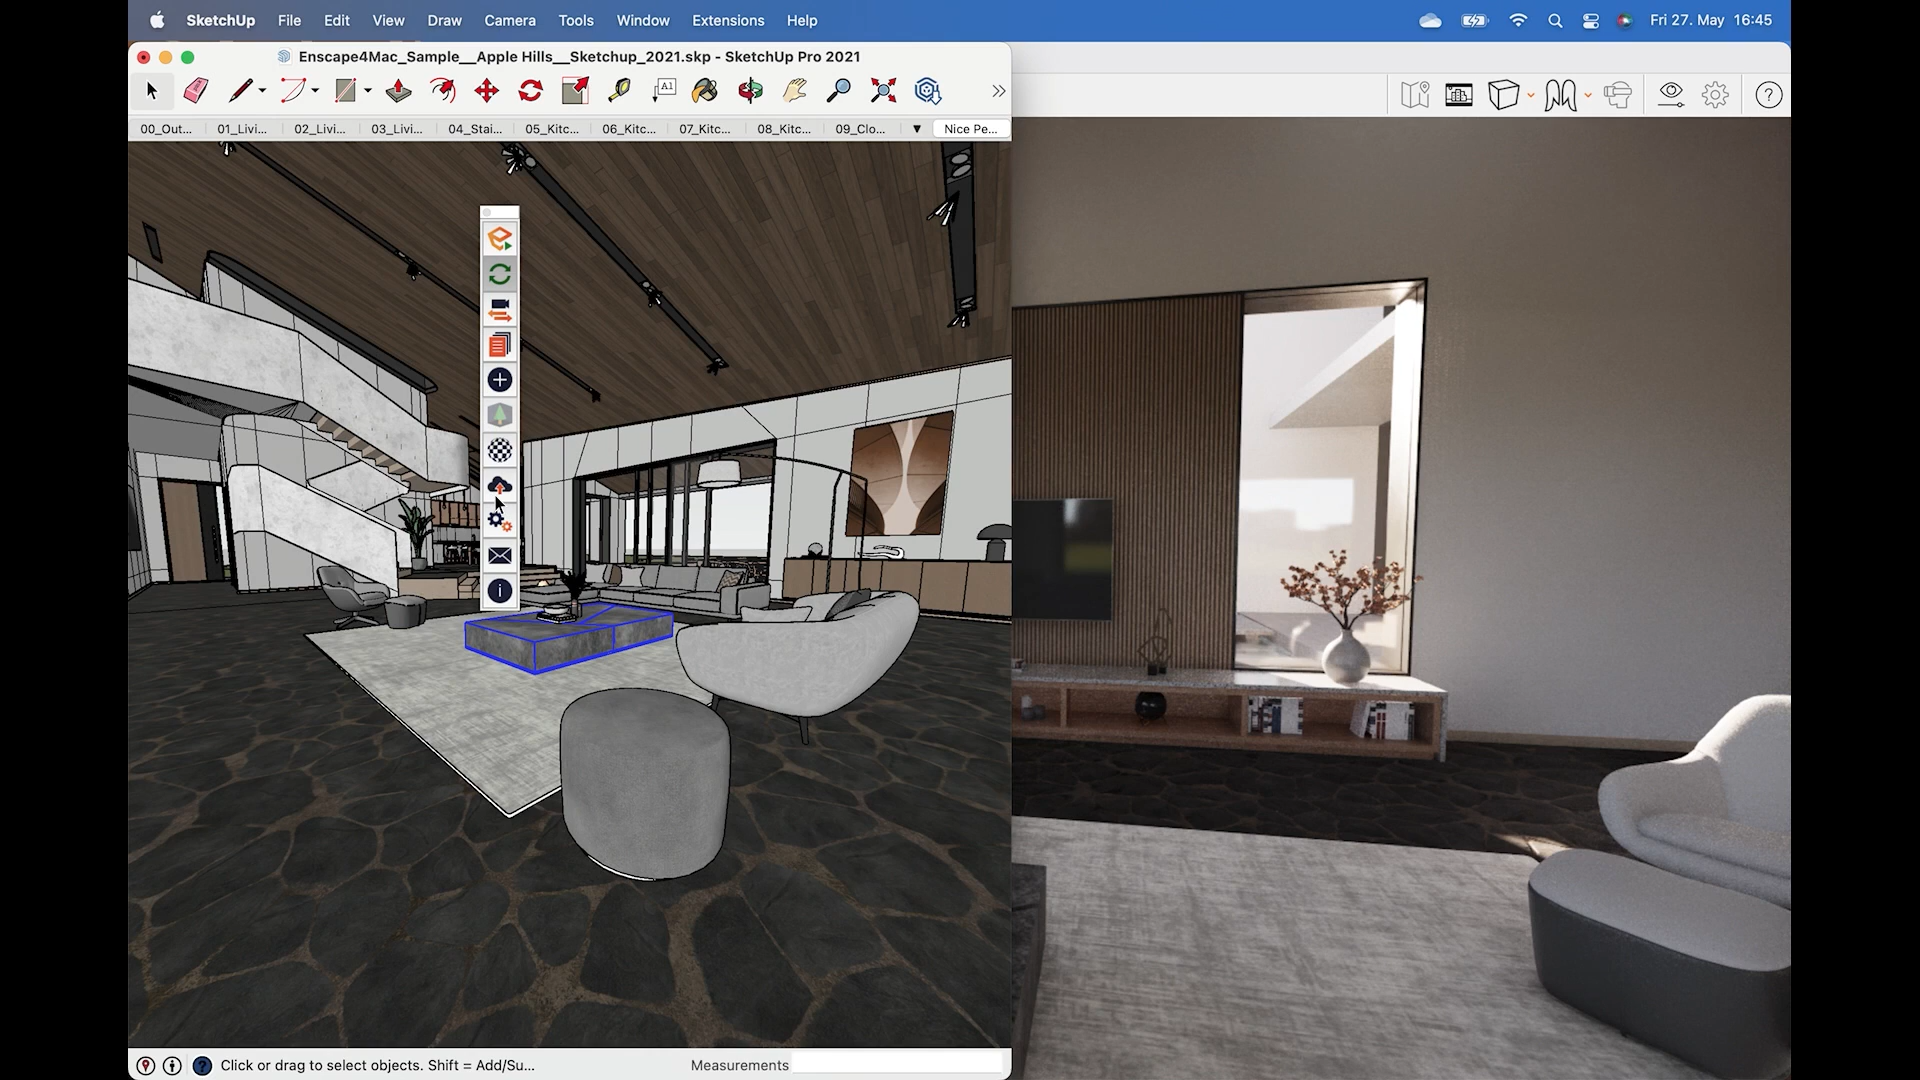 SketchUp File Edit View Draw Camera Tools Window Extensions Help Fri 27. May 16:45
Enscape4Mac_Sample__Apple Hills__Sketchup_2021.skp - SketchUp Pro 2021
A1
00_Out... 01_Livi... 02_Livi... 03_Livi... 04_Stai... 05_Kitc... 06_Kitc... 07_Kitc... 08_Kitc... 09_Clo... Nice Pe...
Click or drag to select objects. Shift = Add/Su... Measurements